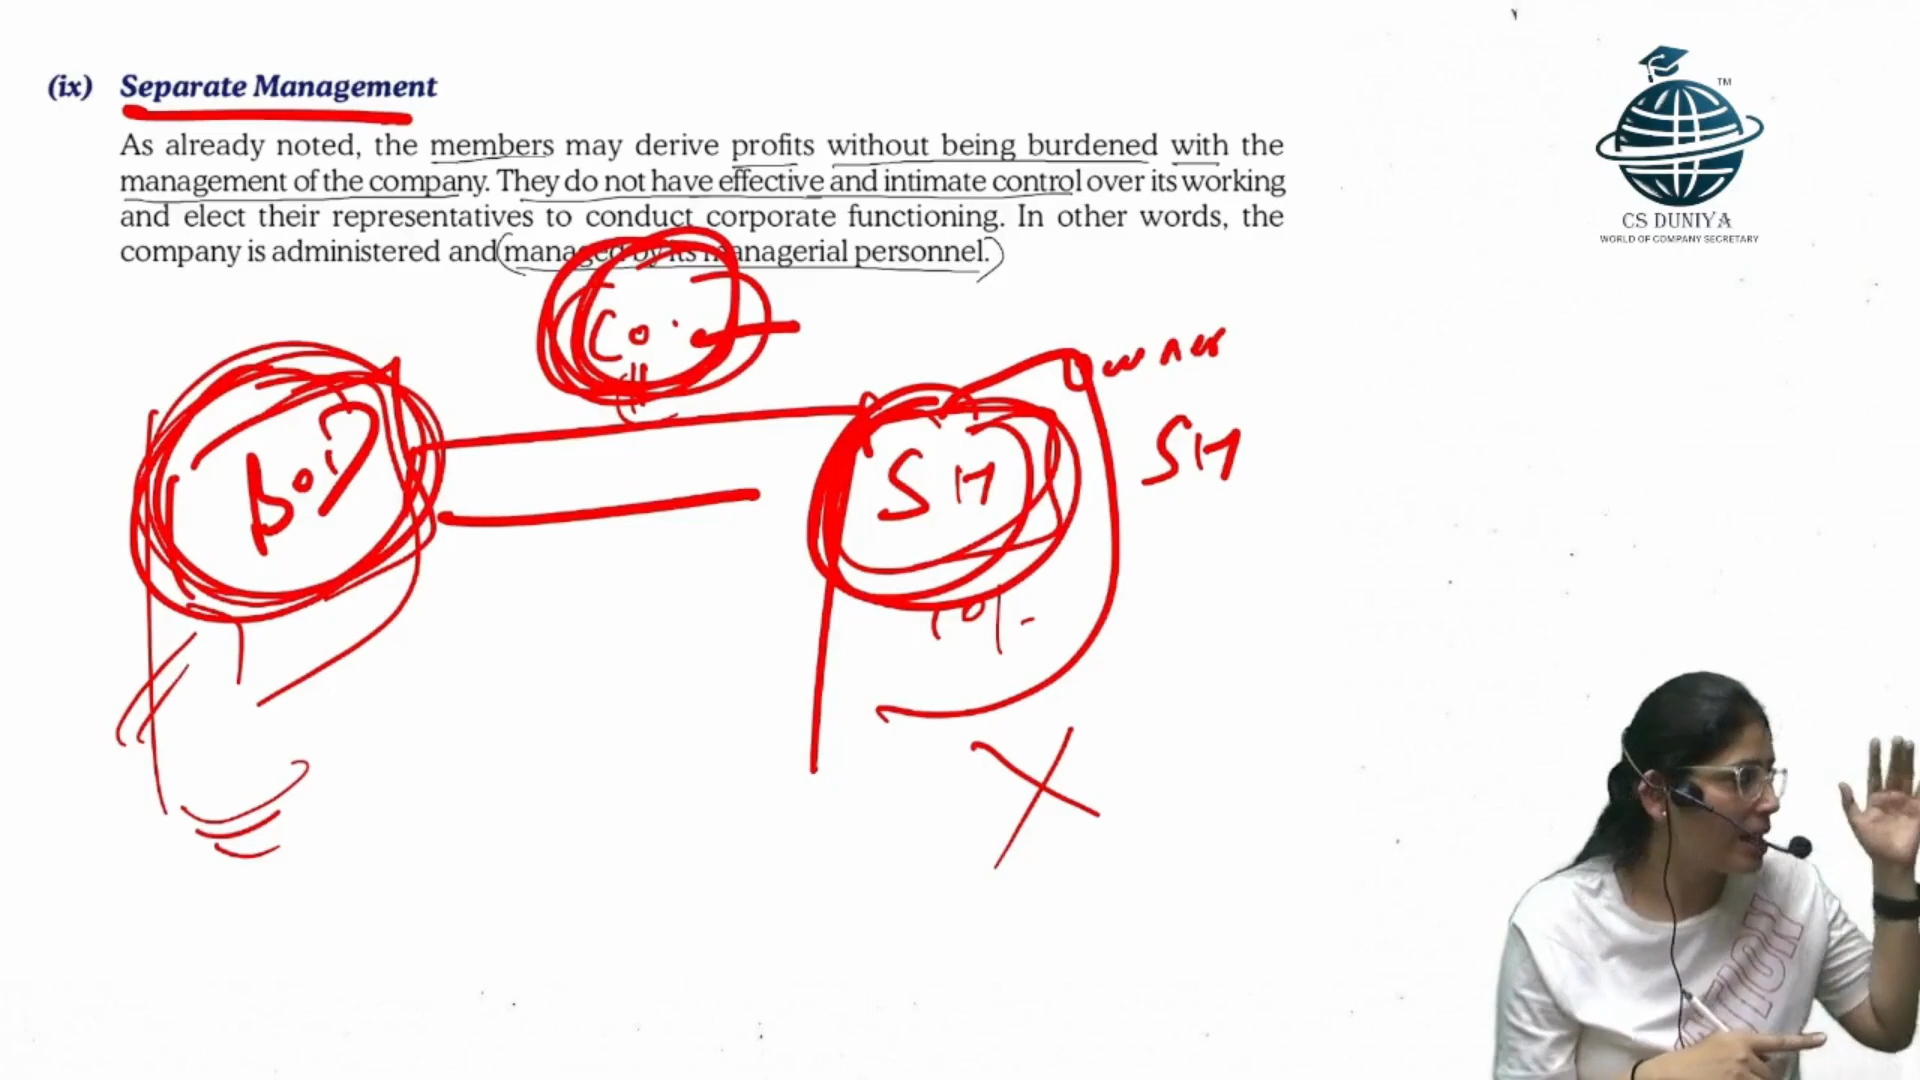 (ix) Separate Management
As already noted, the members may derive profits without being burdened with the
management of the company. They do not have effective and intimate control over its working
and elect their representatives to conduct corporate functioning. In other words, the
company is administered and managed by its managerial personnel.
TM
CS DUNIYA
WORLD OF COMPANY SECRETARY
Co.
Owner
BoD
SH
SH